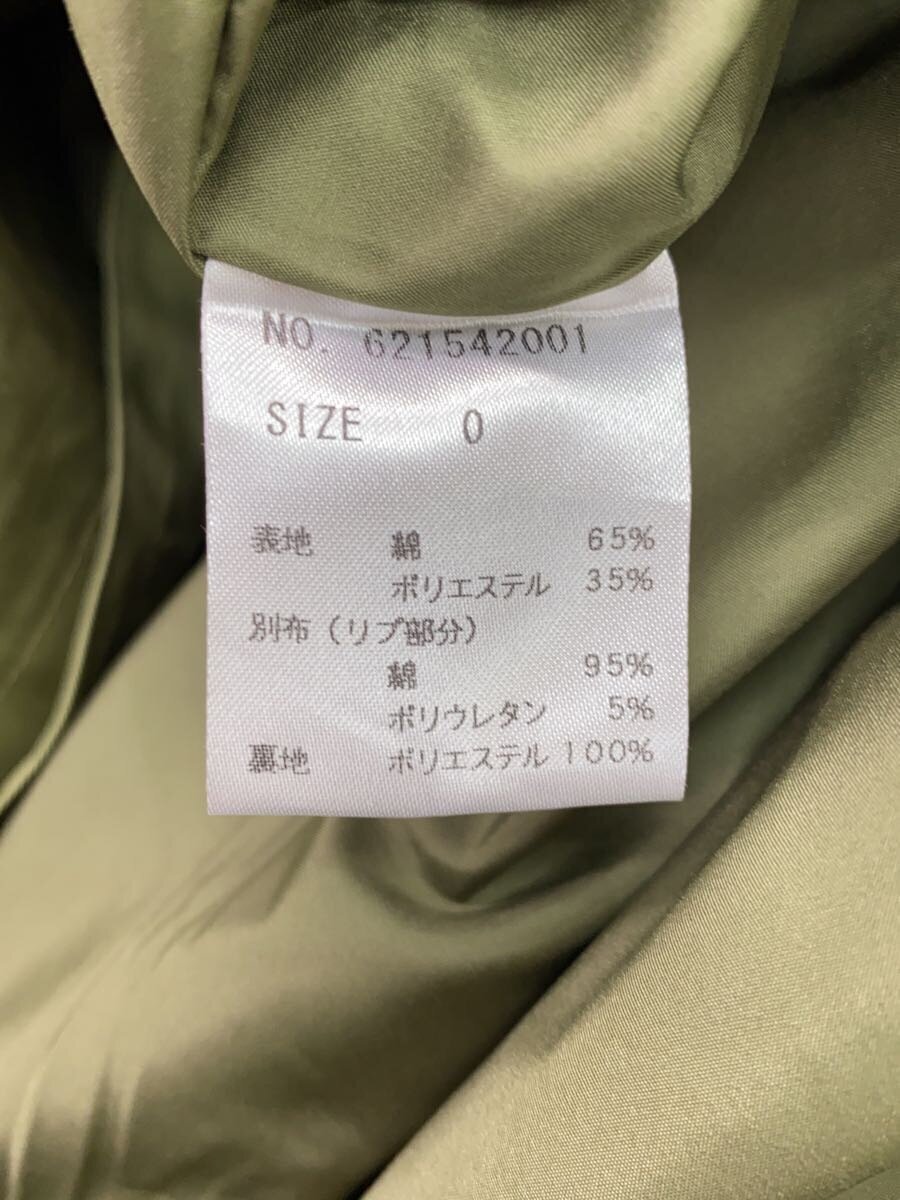 NO. 621542001
SIZE 0
表地 綿 65%
ポリエステル 35%
別布（リブ部分）
綿 95%
ポリウレタン 5%
裏地 ポリエステル 100%